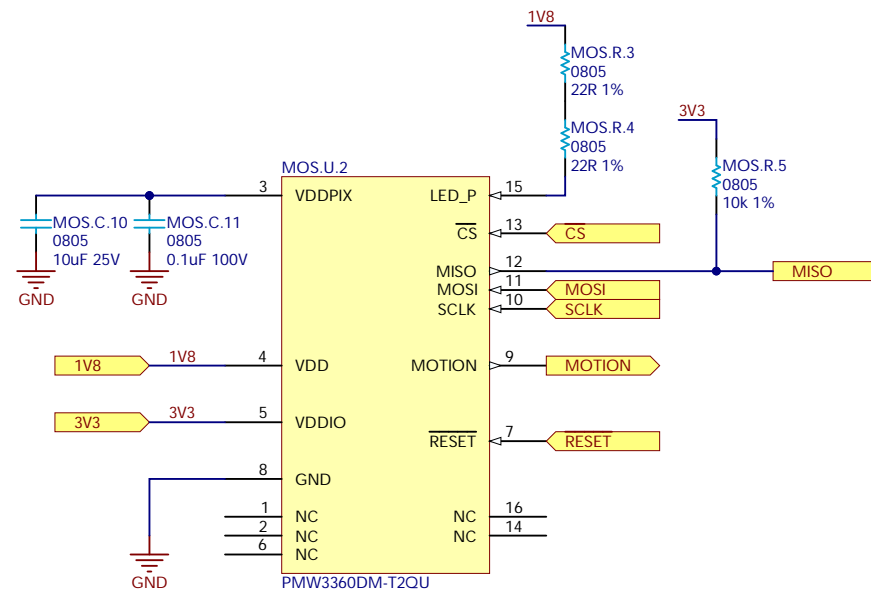 1V8
MOS.R.3
0805
22R 1%
MOS.R.4
0805
22R 1%
3V3
MOS.R.5
0805
10k 1%
MOS.U.2
3 VDDPIX
LED_P 15
CS 13 CS
MISO 12 MISO
MOSI 11 MOSI
SCLK 10 SCLK
MOS.C.10
0805
10uF 25V
GND
MOS.C.11
0805
0.1uF 100V
GND
1V8 1V8 4 VDD
MOTION 9 MOTION
3V3 3V3 5 VDDIO
RESET 7 RESET
8 GND
GND
1 NC
2 NC
6 NC
NC 16
NC 14
PMW3360DM-T2QU